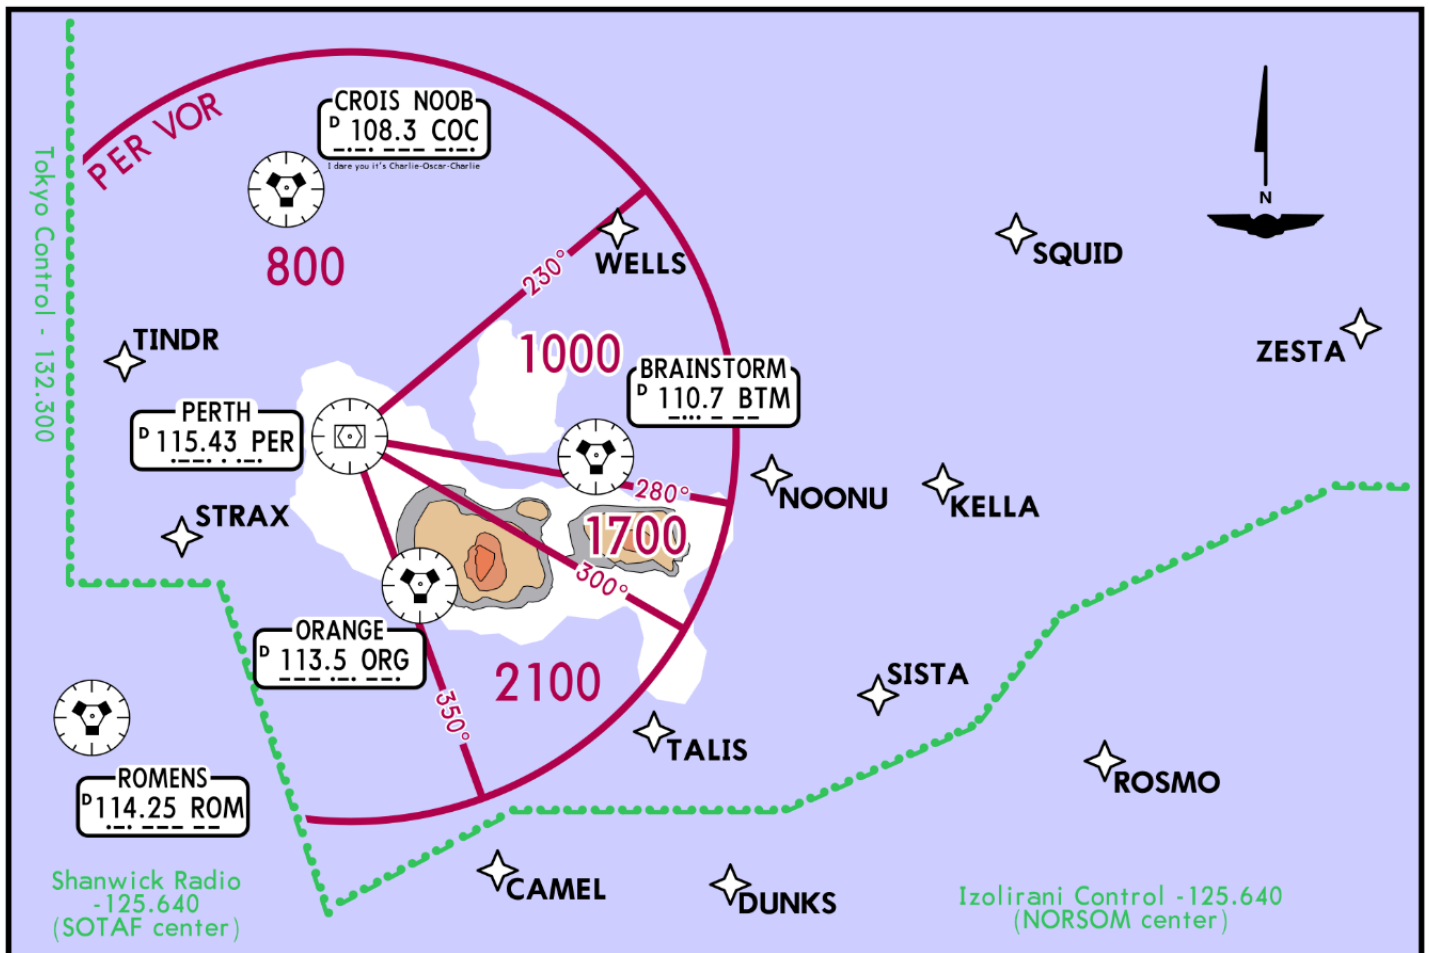 CROIS NOOB
D 108.3 COC
I dare you it's Charlie-Oscar-Charlie
PER VOR
Tokyo Control - 132.300
800
N
WELLS
230°
SQUID
TINDR
1000
ZESTA
BRAINSTORM
D 110.7 BTM
PERTH
D 115.43 PER
280°
NOONU
KELLA
STRAX
1700
300°
ORANGE
D 113.5 ORG
2100
350°
SISTA
TALIS
ROMENS
D 114.25 ROM
ROSMO
CAMEL
DUNKS
Shanwick Radio
-125.640
(SOTAF center)
Izolirani Control -125.640
(NORSOM center)